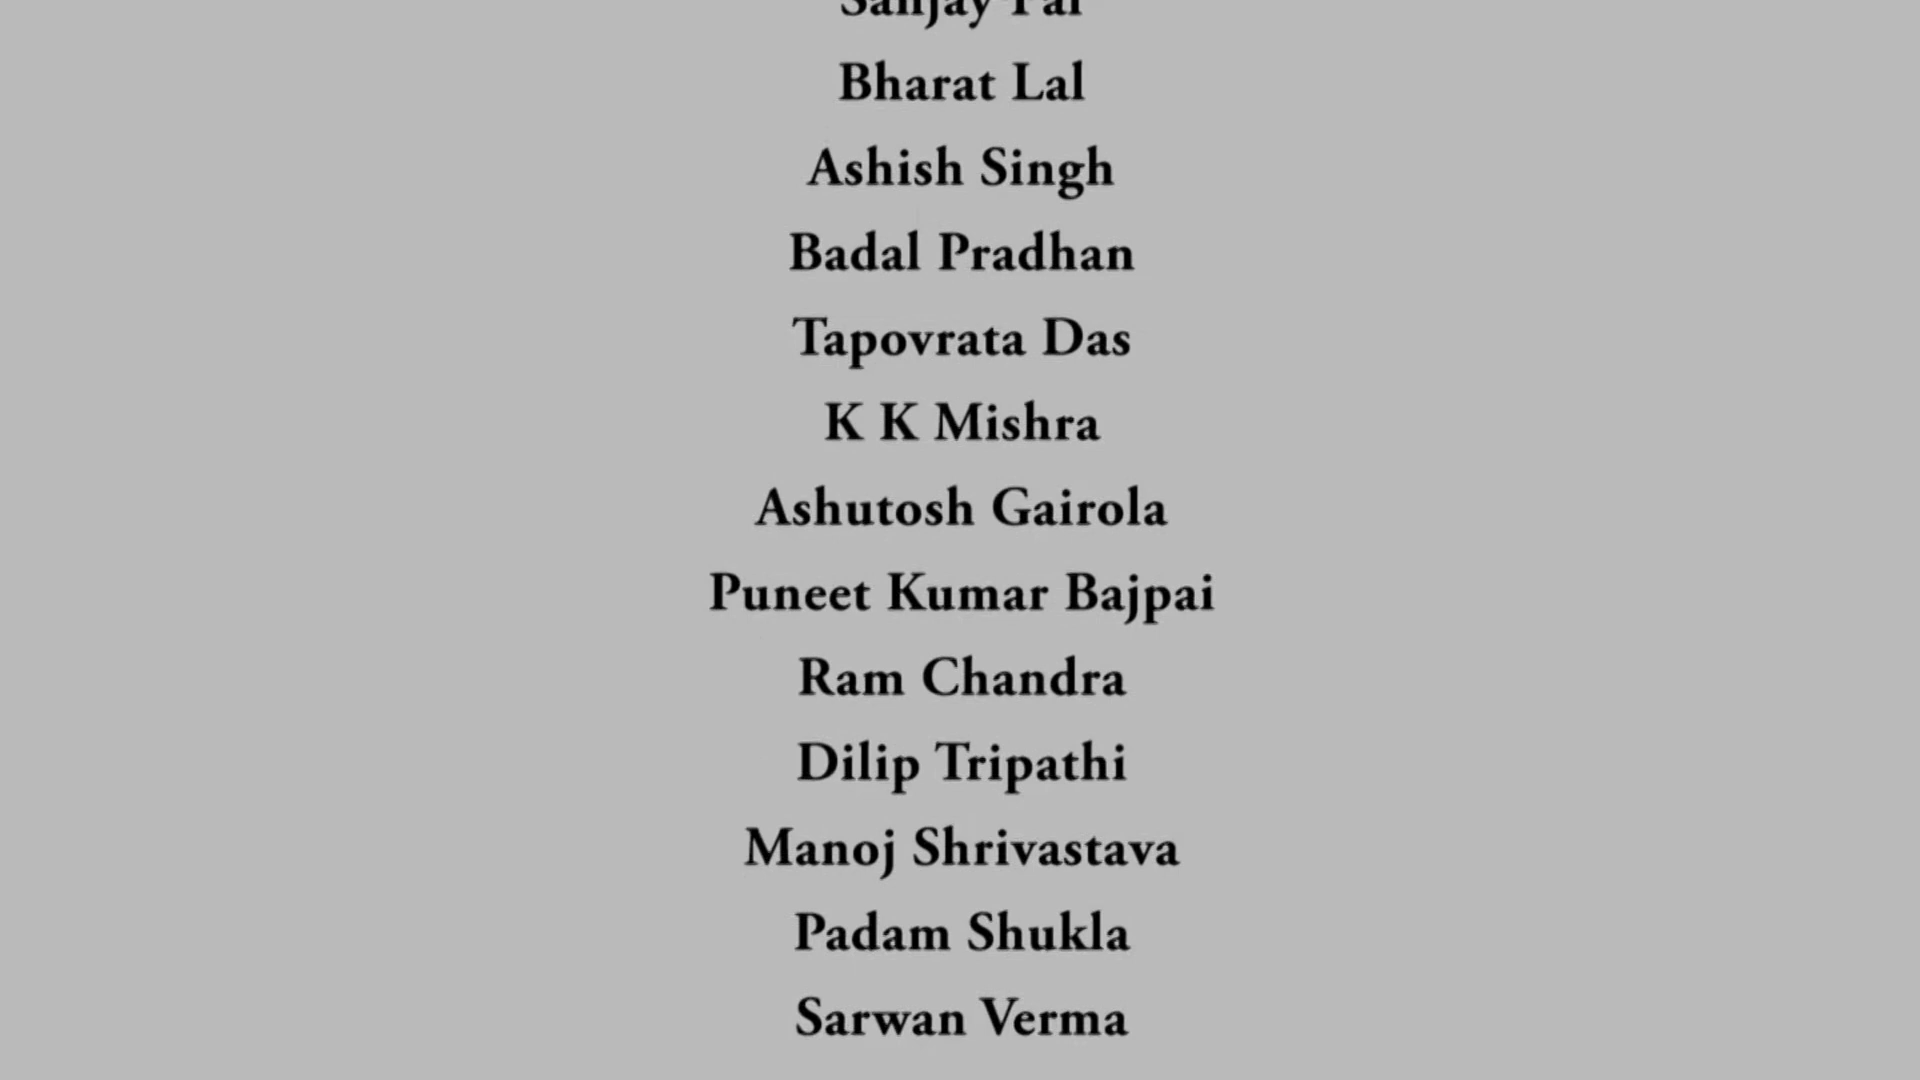 Sanjay
Bharat Lal
Ashish Singh
Badal Pradhan
Tapovrata Das
K K Mishra
Ashutosh Gairola
Puneet Kumar Bajpai
Ram Chandra
Dilip Tripathi
Manoj Shrivastava
Padam Shukla
Sarwan Verma